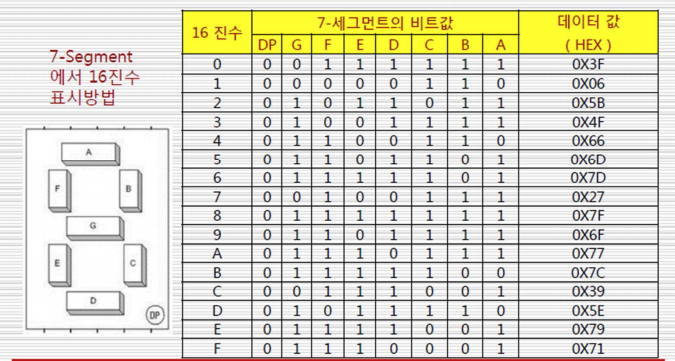 7-Segment
에서 16진수
표시방법
A
F
B
G
E
C
D
DP
16 진수 7-세그먼트의 비트값 데이터 값
DP G F E D C B A ( HEX )
0 0 0 1 1 1 1 1 1 0X3F
1 0 0 0 0 0 1 1 0 0X06
2 0 1 0 1 1 0 1 1 0X5B
3 0 1 0 0 1 1 1 1 0X4F
4 0 1 1 0 0 1 1 0 0X66
5 0 1 1 0 1 1 0 1 0X6D
6 0 1 1 1 1 1 0 1 0X7D
7 0 0 1 0 0 1 1 1 0X27
8 0 1 1 1 1 1 1 1 0X7F
9 0 1 1 0 1 1 1 1 0X6F
A 0 1 1 1 0 1 1 1 0X77
B 0 1 1 1 1 1 0 0 0X7C
C 0 0 1 1 1 0 0 1 0X39
D 0 1 0 1 1 1 1 0 0X5E
E 0 1 1 1 1 0 0 1 0X79
F 0 1 1 1 0 0 0 1 0X71